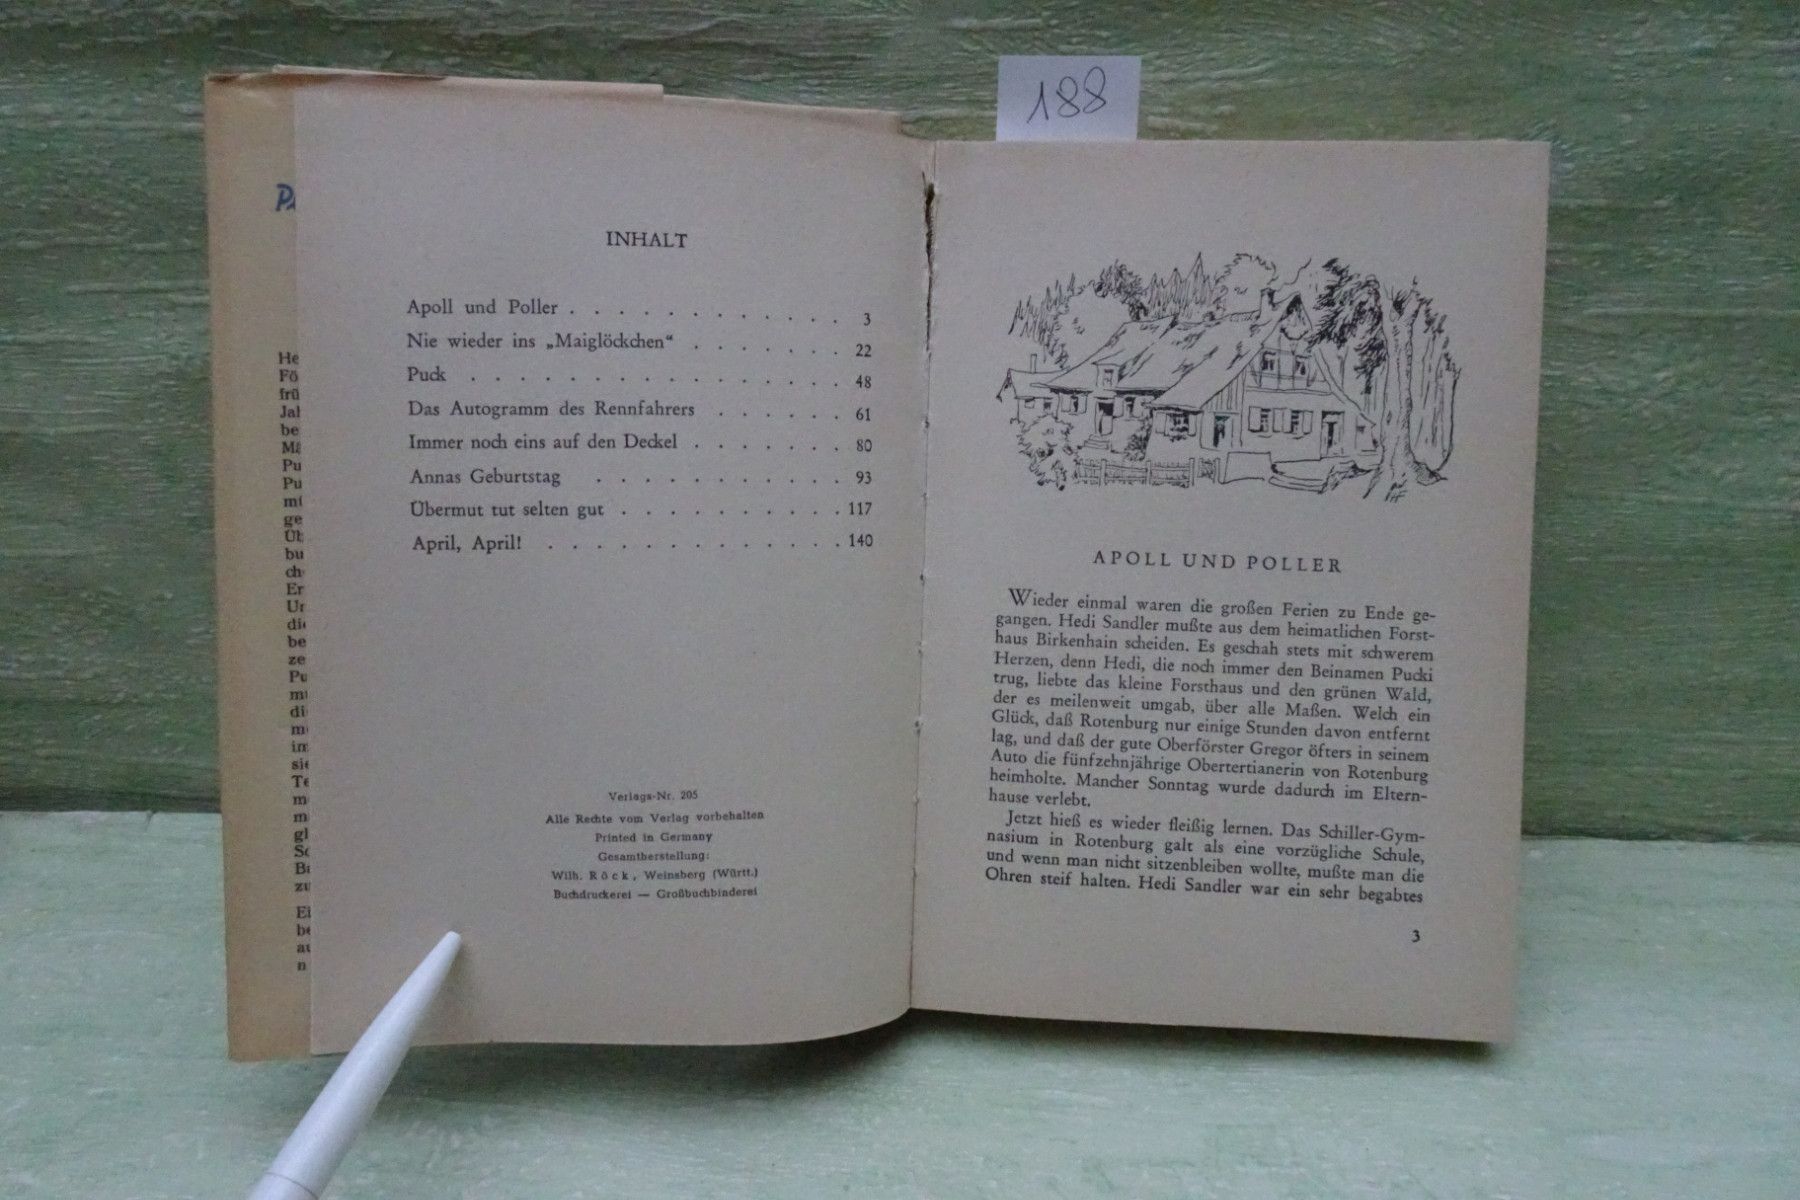 188
INHALT
Apoll und Poller . . . . . . . . . . . . . 3
Nie wieder ins „Maiglöckchen“ . . . . . . . 22
Puck . . . . . . . . . . . . . . . . 48
Das Autogramm des Rennfahrers . . . . . . 61
Immer noch eins auf den Deckel . . . . . . . 80
Annas Geburtstag . . . . . . . . . . . 93
Übermut tut selten gut . . . . . . . . . . 117
April, April! . . . . . . . . . . . . . 140
Verlags-Nr. 205
Alle Rechte vom Verlag vorbehalten
Printed in Germany
Gesamtherstellung:
Wilh. Röck, Weinsberg (Württ.)
Buchdruckerei — Großbuchbinderei
APOLL UND POLLER
Wieder einmal waren die großen Ferien zu Ende ge-
gangen. Hedi Sandler mußte aus dem heimatlichen Forst-
haus Birkenhain scheiden. Es geschah stets mit schwerem
Herzen, denn Hedi, die noch immer den Beinamen Pucki
trug, liebte das kleine Forsthaus und den grünen Wald,
der es meilenweit umgab, über alle Maßen. Welch ein
Glück, daß Rotenburg nur einige Stunden davon entfernt
lag, und daß der gute Oberförster Gregor öfters in seinem
Auto die fünfzehnjährige Obertertianerin von Rotenburg
heimholte. Mancher Sonntag wurde dadurch im Eltern-
hause verlebt.
Jetzt hieß es wieder fleißig lernen. Das Schiller-Gym-
nasium in Rotenburg galt als eine vorzügliche Schule,
und wenn man nicht sitzenbleiben wollte, mußte man die
Ohren steif halten. Hedi Sandler war ein sehr begabtes
3